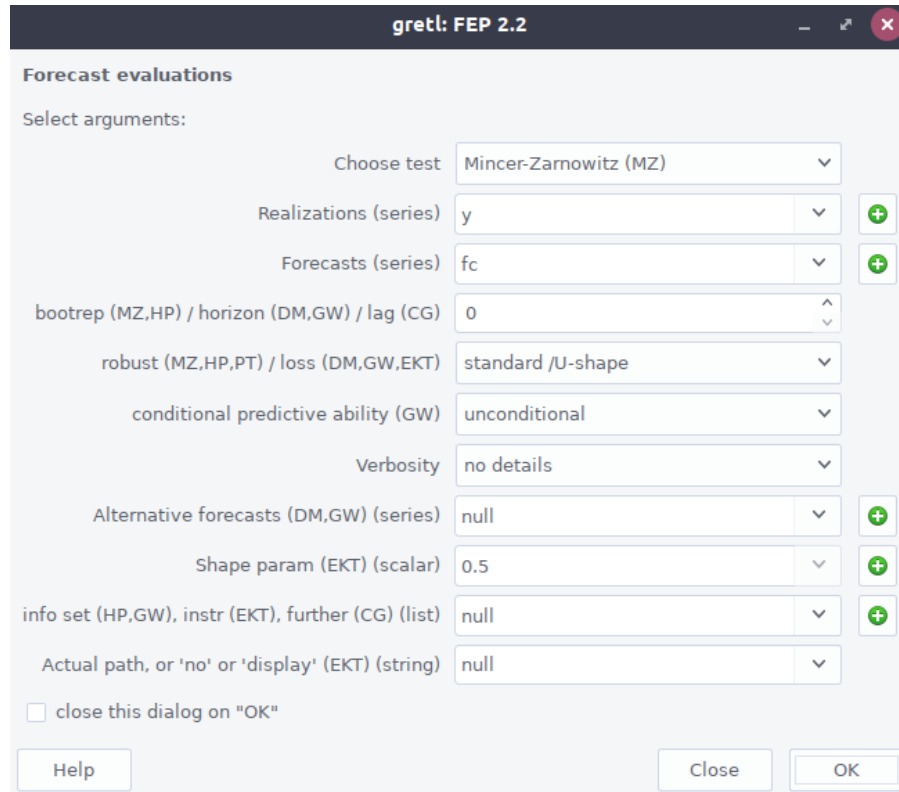 gretl: FEP 2.2
Forecast evaluations
Select arguments:
Choose test Mincer-Zarnowitz (MZ)
Realizations (series) y
Forecasts (series) fc
bootrep (MZ,HP) / horizon (DM,GW) / lag (CG) 0
robust (MZ,HP,PT) / loss (DM,GW,EKT) standard /U-shape
conditional predictive ability (GW) unconditional
Verbosity no details
Alternative forecasts (DM,GW) (series) null
Shape param (EKT) (scalar) 0.5
info set (HP,GW), instr (EKT), further (CG) (list) null
Actual path, or 'no' or 'display' (EKT) (string) null
close this dialog on "OK"
Help Close OK